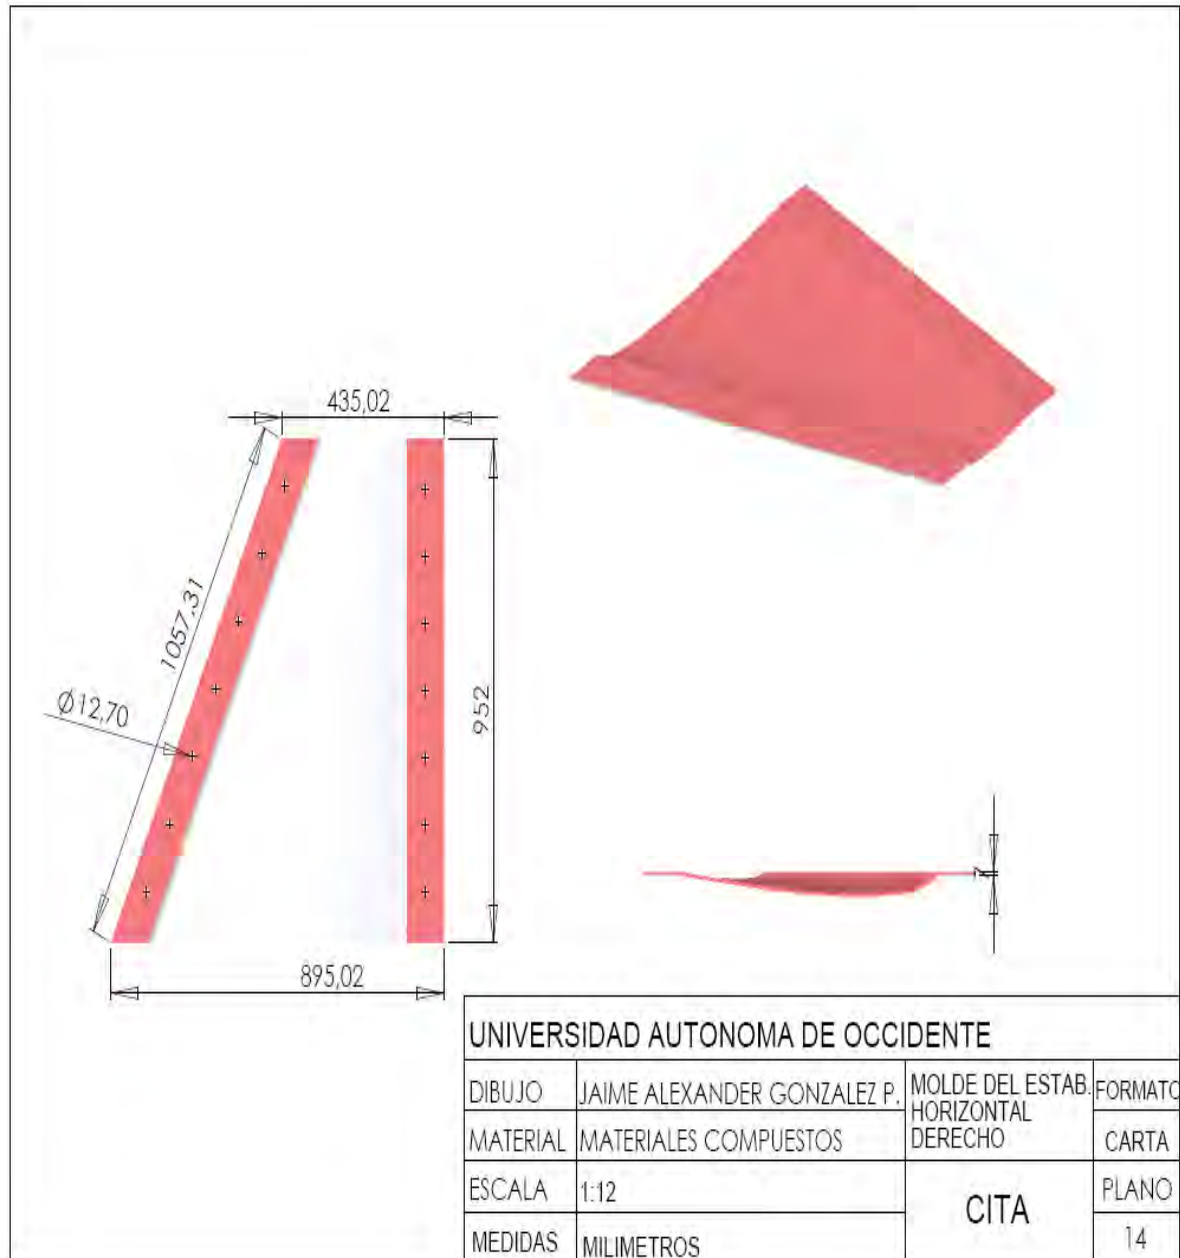 435,02
1057,31
Ø12,70
952
895,02
UNIVERSIDAD AUTONOMA DE OCCIDENTE
DIBUJO JAIME ALEXANDER GONZALEZ P. MOLDE DEL ESTAB. FORMATO
HORIZONTAL
MATERIAL MATERIALES COMPUESTOS DERECHO CARTA
ESCALA 1:12 CITA PLANO
MEDIDAS MILIMETROS 14